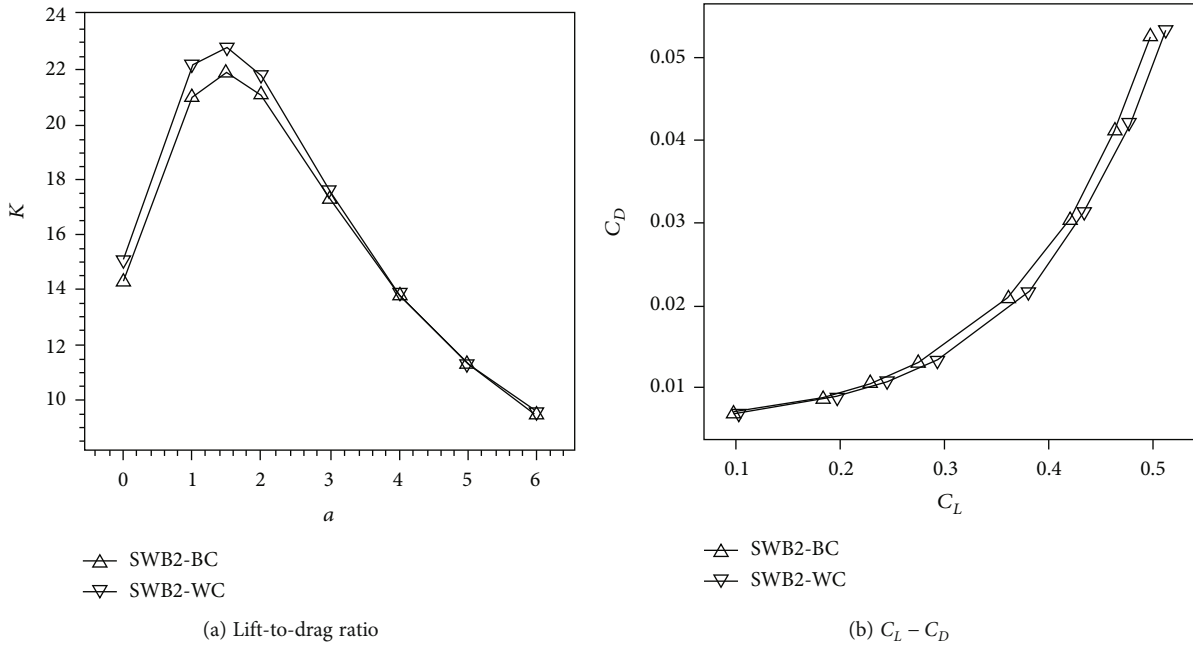 24
22
20
18
16
14
12
10
K
0
1
2
3
4
5
6
a
SWB2-BC
SWB2-WC
(a) Lift-to-drag ratio
0.05
0.04
0.03
0.02
0.01
C_D
0.1
0.2
0.3
0.4
0.5
C_L
SWB2-BC
SWB2-WC
(b) C_L – C_D